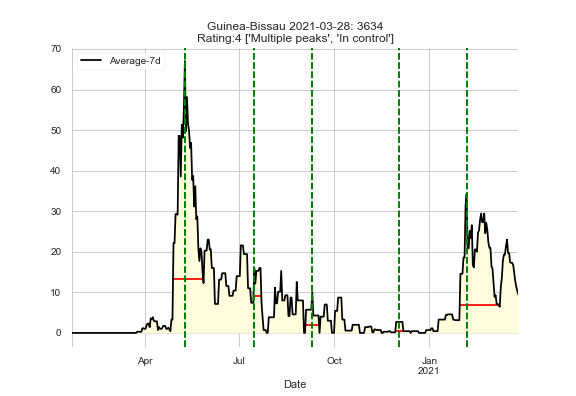 Guinea-Bissau 2021-03-28: 3634
Rating:4 ['Multiple peaks', 'In control']
Average-7d
70
60
50
40
30
20
10
0
Apr
Jul
Oct
Jan
2021
Date